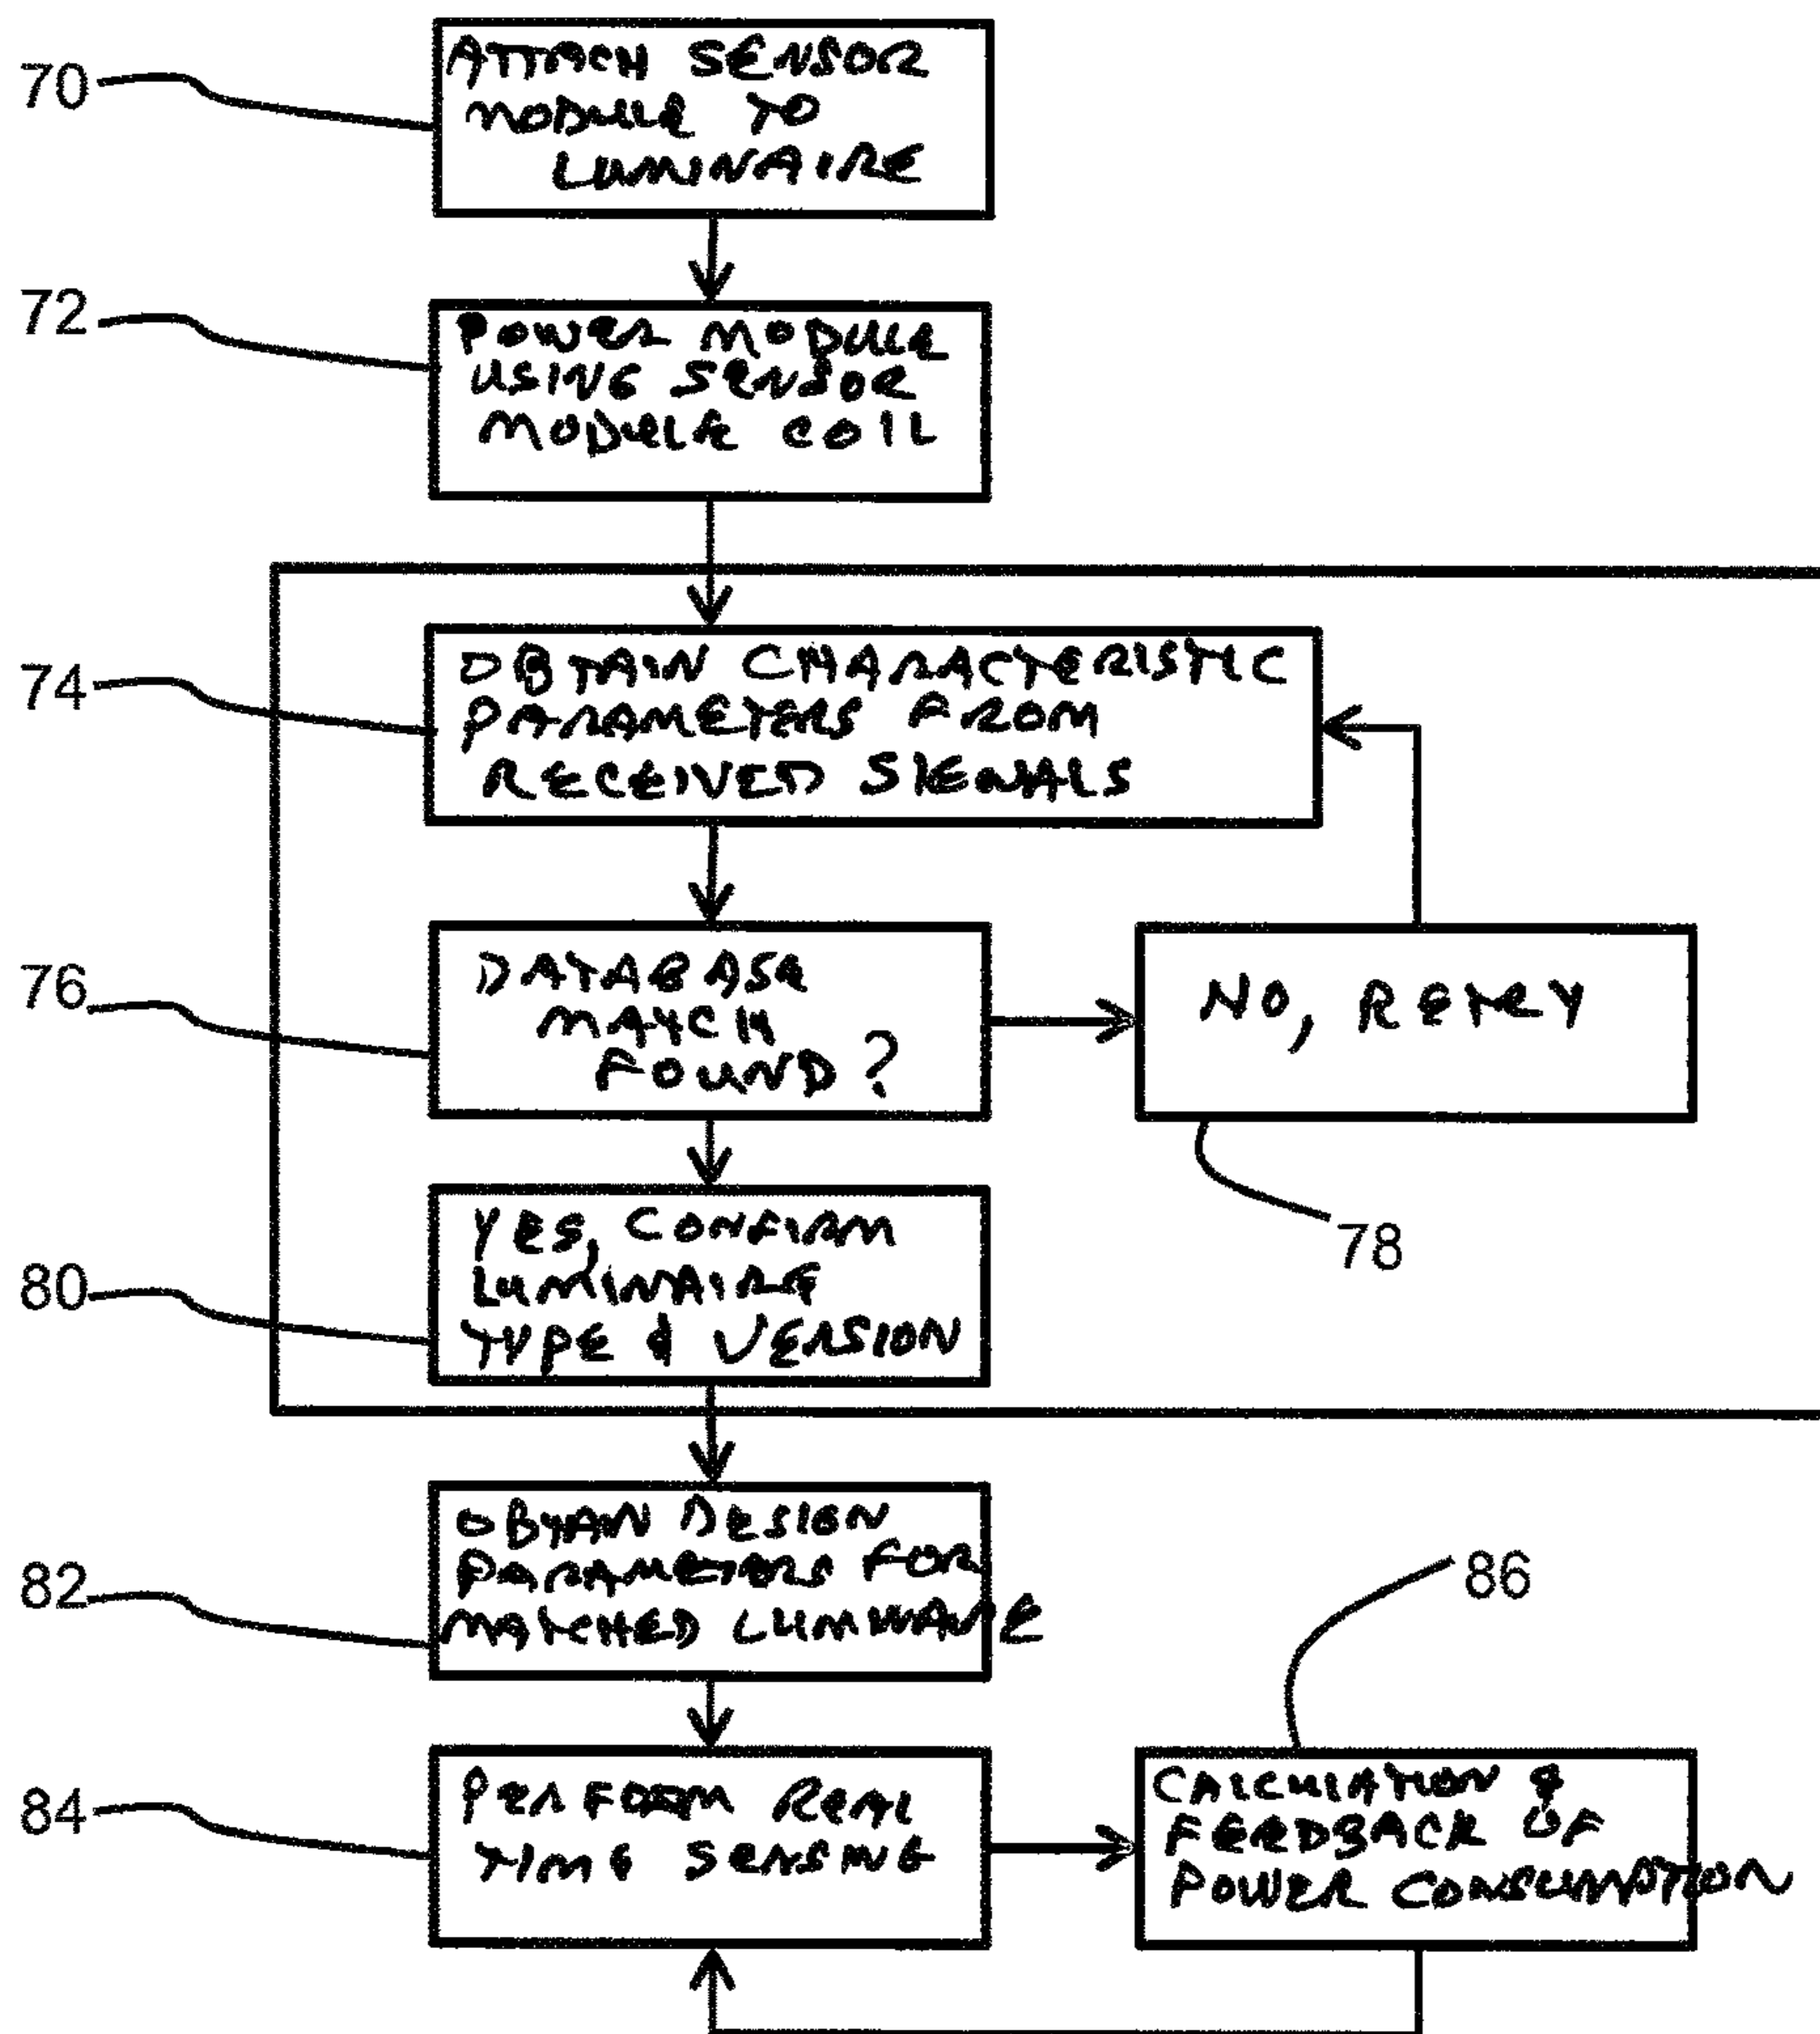 70
ATTACH SENSOR
MODULE TO
LUMINAIRE
72
POWER MODULE
USING SENSOR
MODULE COIL
74
OBTAIN CHARACTERISTIC
PARAMETERS FROM
RECEIVED SIGNALS
76
DATABASE
MATCH
FOUND?
NO, RETRY
78
80
YES, CONFIRM
LUMINAIRE
TYPE & VERSION
82
OBTAIN DESIGN
PARAMETERS FOR
MATCHED LUMINAIRE
86
84
PERFORM REAL
TIME SENSING
CALCULATION &
FEEDBACK OF
POWER CONSUMPTION